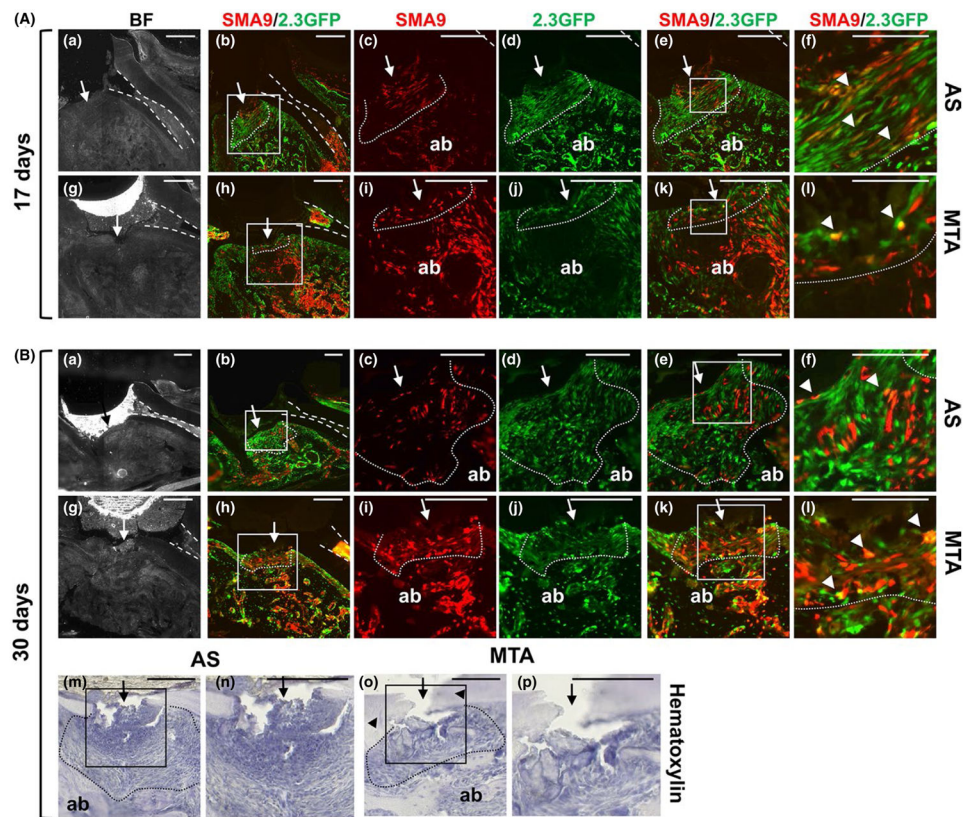 (A) BF SMA9/2.3GFP SMA9 2.3GFP SMA9/2.3GFP SMA9/2.3GFP
(a) (b) (c) (d) (e) (f)
ab ab ab
AS
(g) (h) (i) (j) (k) (l)
ab ab ab
MTA
17 days
(B)
(a) (b) (c) (d) (e) (f)
ab ab ab
AS
(g) (h) (i) (j) (k) (l)
ab ab ab
MTA
30 days
AS MTA
(m) (n) (o) (p)
ab ab
Hematoxylin